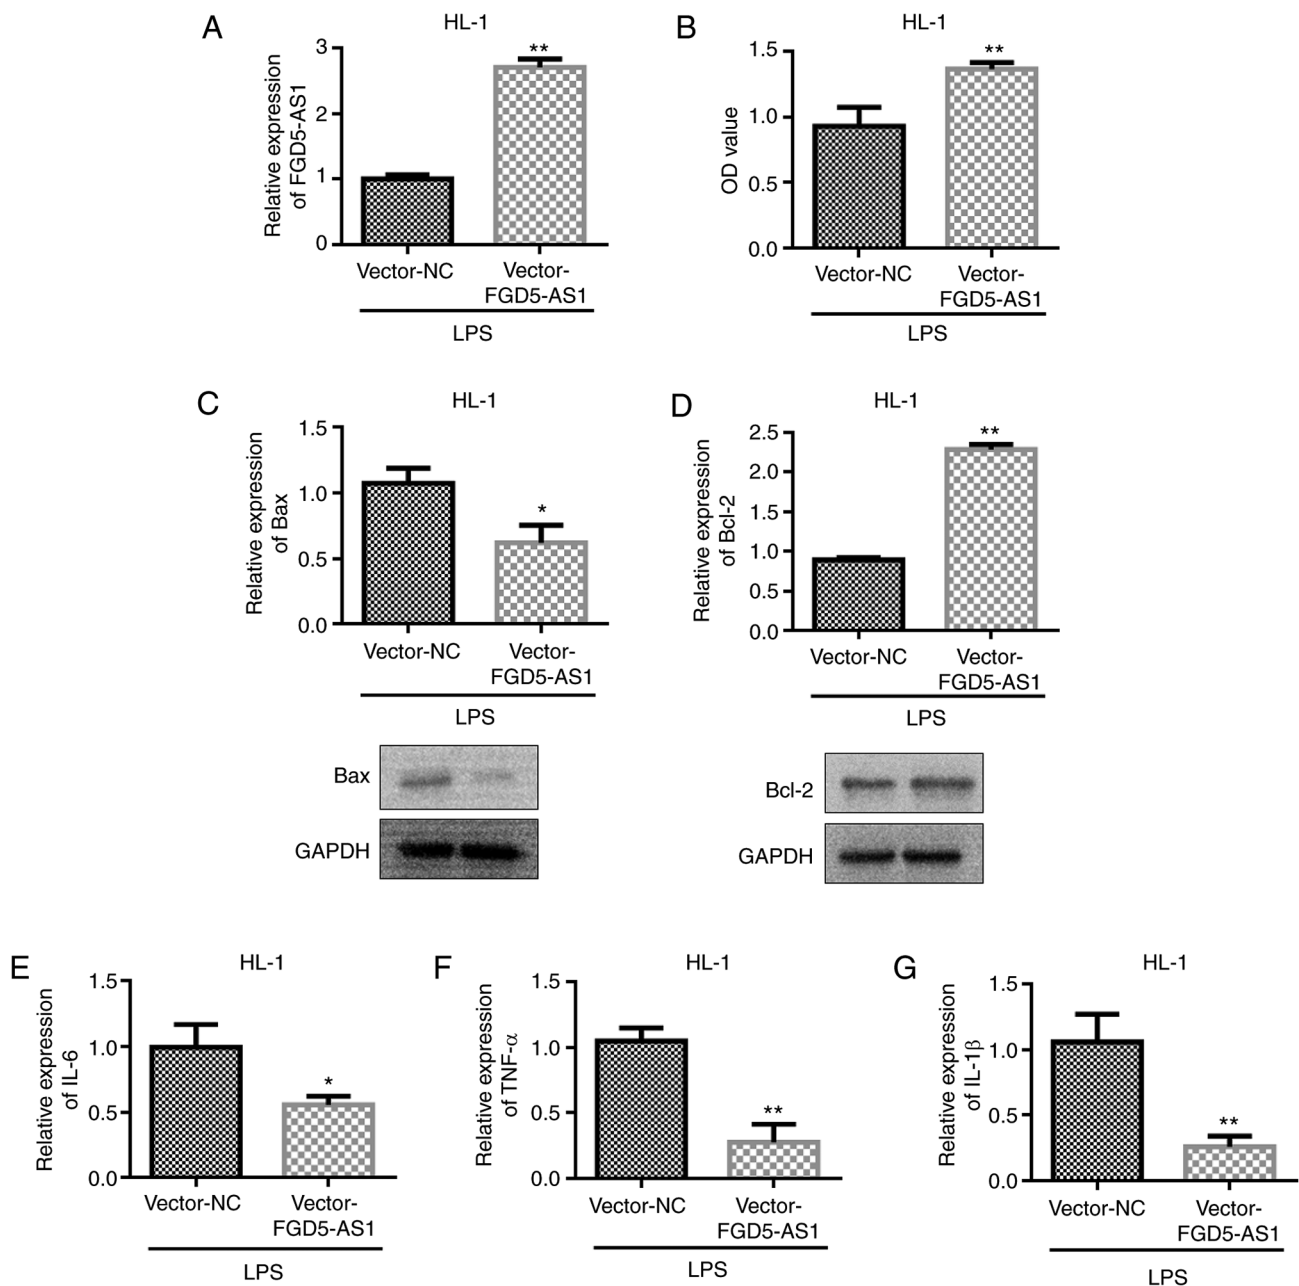 A
HL-1
Relative expression
of FGD5-AS1
3
2
1
0
**
Vector-NC
Vector-
FGD5-AS1
LPS
B
HL-1
OD value
1.5
1.0
0.5
0.0
**
Vector-NC
Vector-
FGD5-AS1
LPS
C
HL-1
Relative expression
of Bax
1.5
1.0
0.5
0.0
*
Vector-NC
Vector-
FGD5-AS1
LPS
Bax
GAPDH
D
HL-1
Relative expression
of Bcl-2
2.5
2.0
1.5
1.0
0.5
0.0
**
Vector-NC
Vector-
FGD5-AS1
LPS
Bcl-2
GAPDH
E
HL-1
Relative expression
of IL-6
1.5
1.0
0.5
0.0
*
Vector-NC
Vector-
FGD5-AS1
LPS
F
HL-1
Relative expression
of TNF-α
1.5
1.0
0.5
0.0
**
Vector-NC
Vector-
FGD5-AS1
LPS
G
HL-1
Relative expression
of IL-1β
1.5
1.0
0.5
0.0
**
Vector-NC
Vector-
FGD5-AS1
LPS